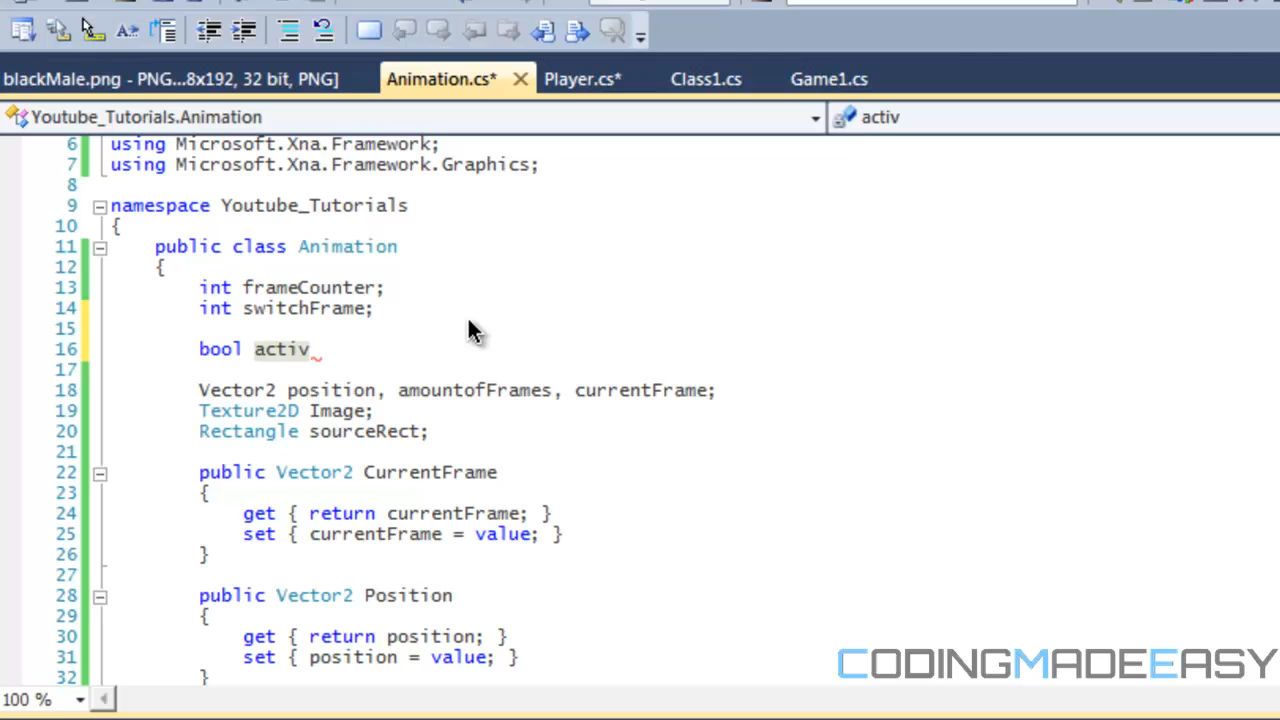 blackMale.png - PNG...8x192, 32 bit, PNG] Animation.cs* Player.cs* Class1.cs Game1.cs
Youtube_Tutorials.Animation activ
6 using Microsoft.Xna.Framework;
7 using Microsoft.Xna.Framework.Graphics;
8
9 namespace Youtube_Tutorials
10 {
11 public class Animation
12 {
13 int frameCounter;
14 int switchFrame;
15
16 bool activ
17
18 Vector2 position, amountofFrames, currentFrame;
19 Texture2D Image;
20 Rectangle sourceRect;
21
22 public Vector2 CurrentFrame
23 {
24 get { return currentFrame; }
25 set { currentFrame = value; }
26 }
27
28 public Vector2 Position
29 {
30 get { return position; }
31 set { position = value; }
32 }
CODINGMADEEASY
100 %